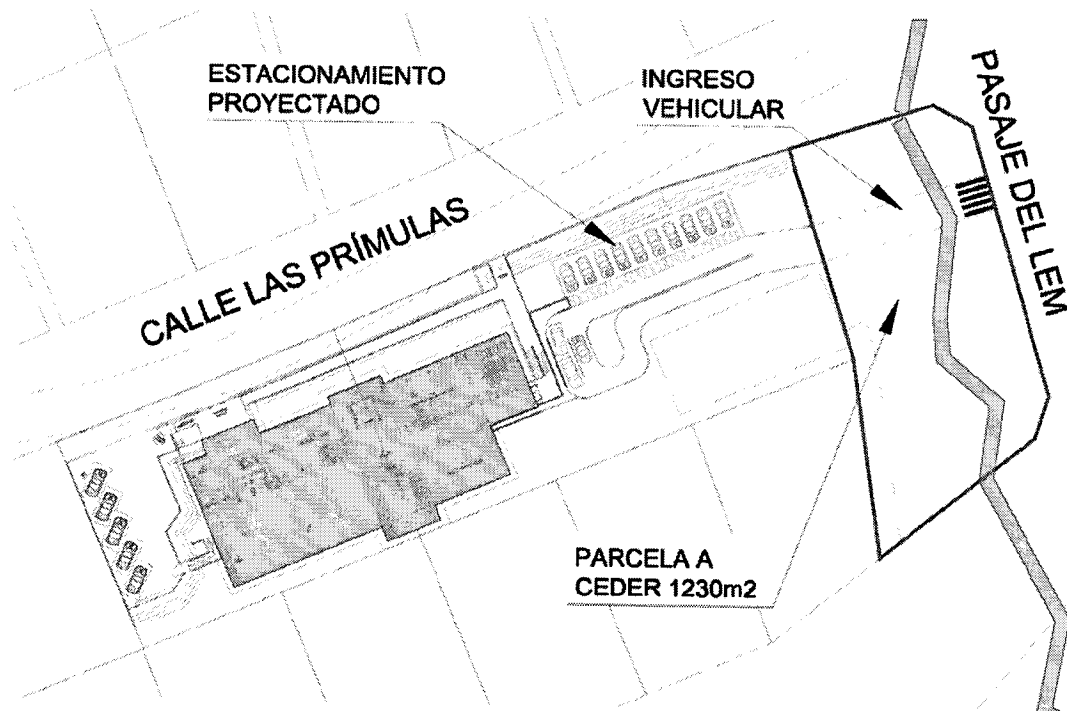 ESTACIONAMIENTO
PROYECTADO
INGRESO
VEHICULAR
PASAJE DEL LEM
CALLE LAS PRÍMULAS
PARCELA A
CEDER 1230m2